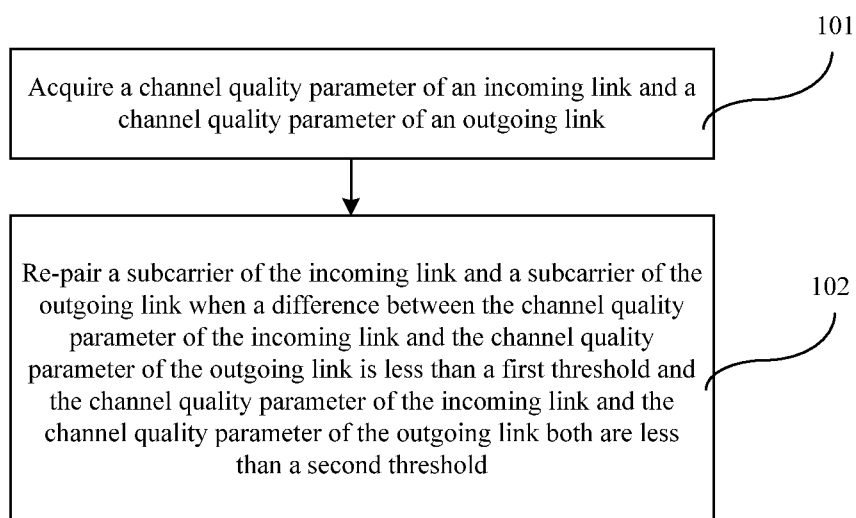 101
Acquire a channel quality parameter of an incoming link and a
channel quality parameter of an outgoing link
Re-pair a subcarrier of the incoming link and a subcarrier of the
outgoing link when a difference between the channel quality
parameter of the incoming link and the channel quality
parameter of the outgoing link is less than a first threshold and
the channel quality parameter of the incoming link and the
channel quality parameter of the outgoing link both are less
than a second threshold
102